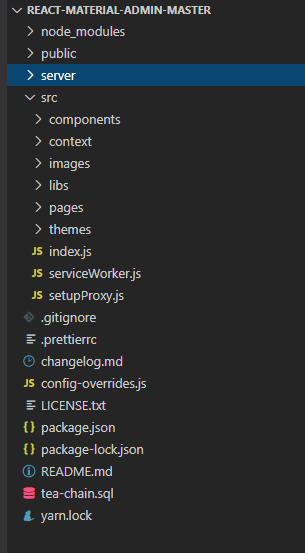 REACT-MATERIAL-ADMIN-MASTER
node_modules
public
server
src
components
context
images
libs
pages
themes
JS index.js
JS serviceWorker.js
JS setupProxy.js
.gitignore
.prettierrc
changelog.md
JS config-overrides.js
LICENSE.txt
{} package.json
{} package-lock.json
README.md
tea-chain.sql
yarn.lock